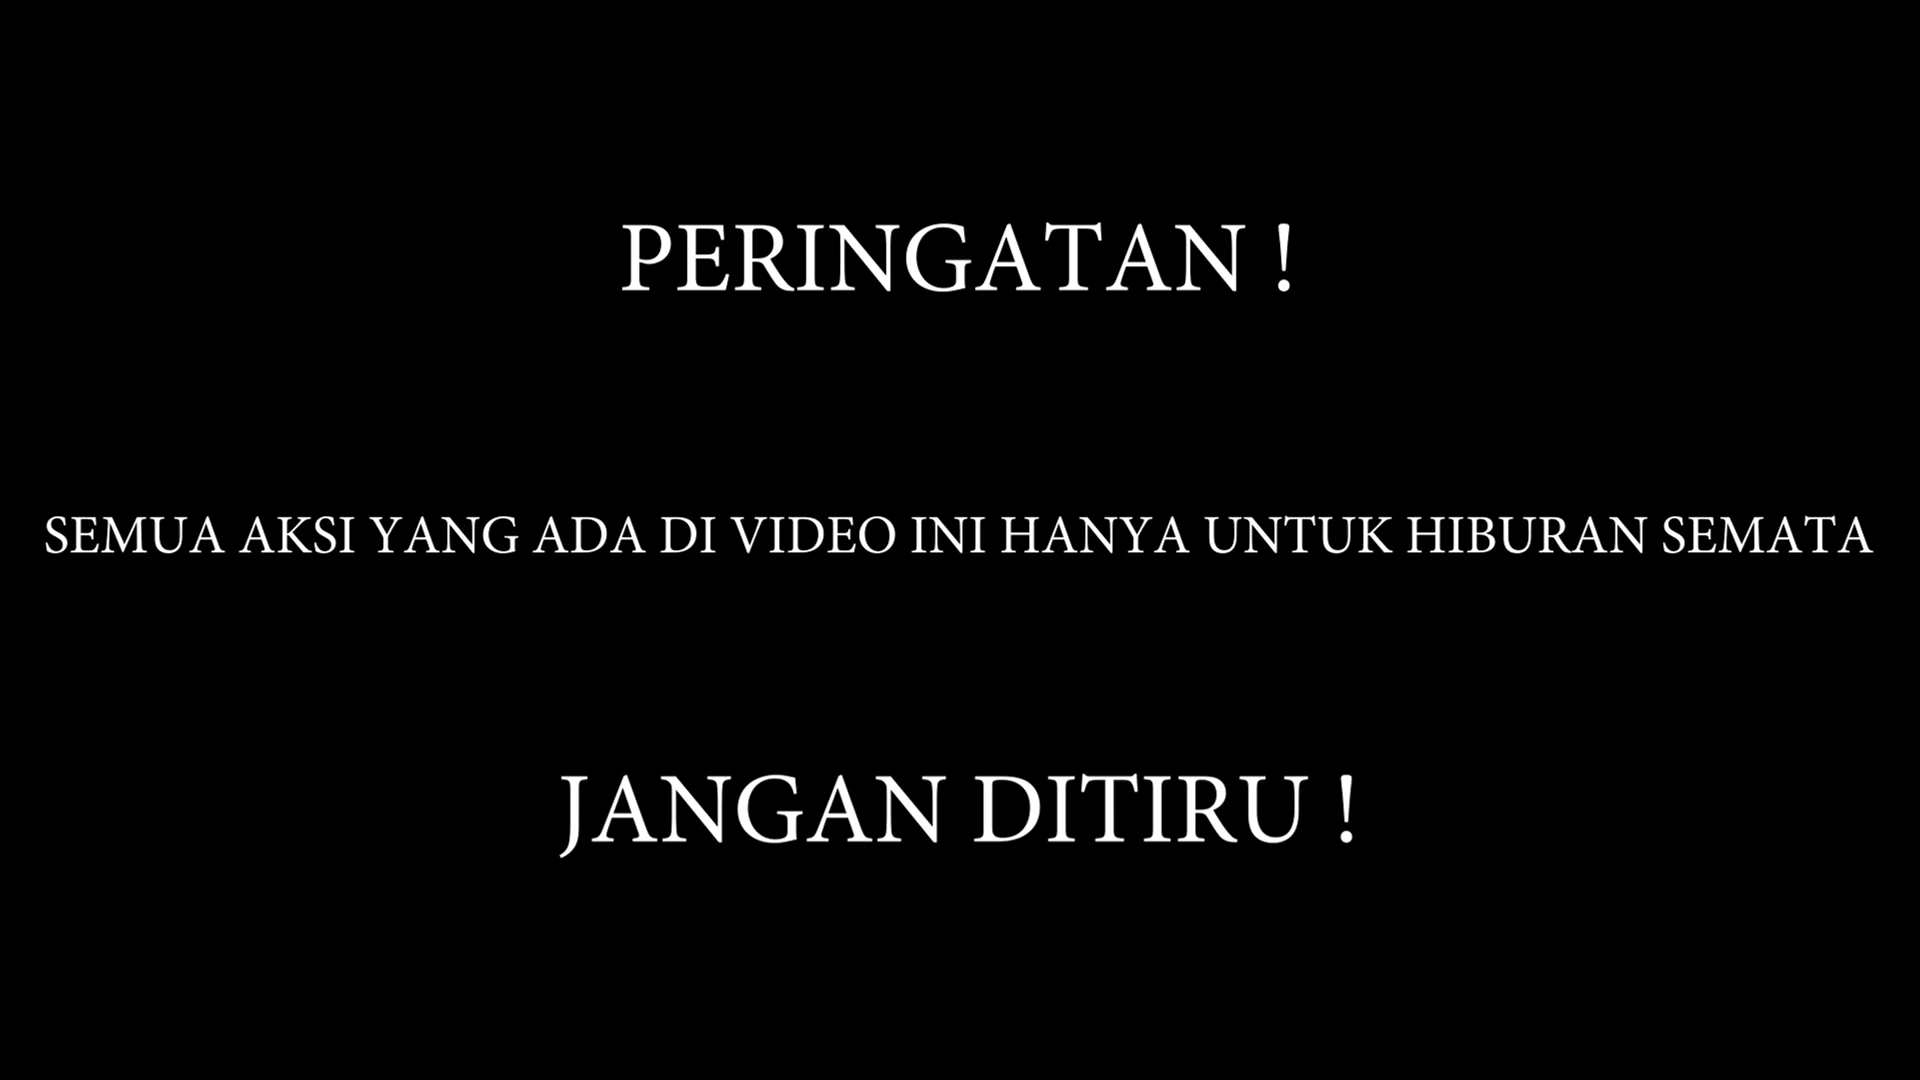 PERINGATAN !
SEMUA AKSI YANG ADA DI VIDEO INI HANYA UNTUK HIBURAN SEMATA
JANGAN DITIRU !